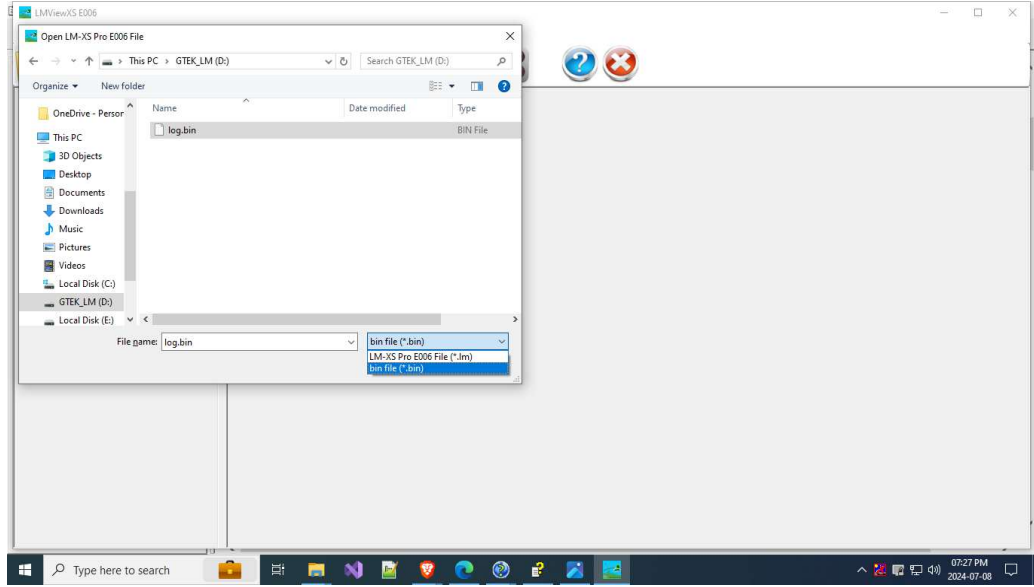 LMViewXS E006
Open LM-XS Pro E006 File
This PC > GTEK_LM (D:)
Search GTEK_LM (D:)
Organize
New folder
Name
Date modified
Type
log.bin
BIN File
OneDrive - Person
This PC
3D Objects
Desktop
Documents
Downloads
Music
Pictures
Videos
Local Disk (C:)
GTEK_LM (D:)
Local Disk (E:)
File name: log.bin
bin file (*.bin)
LM-XS Pro E006 File (*.lm)
bin file (*.bin)
Type here to search
07:27 PM
2024-07-08